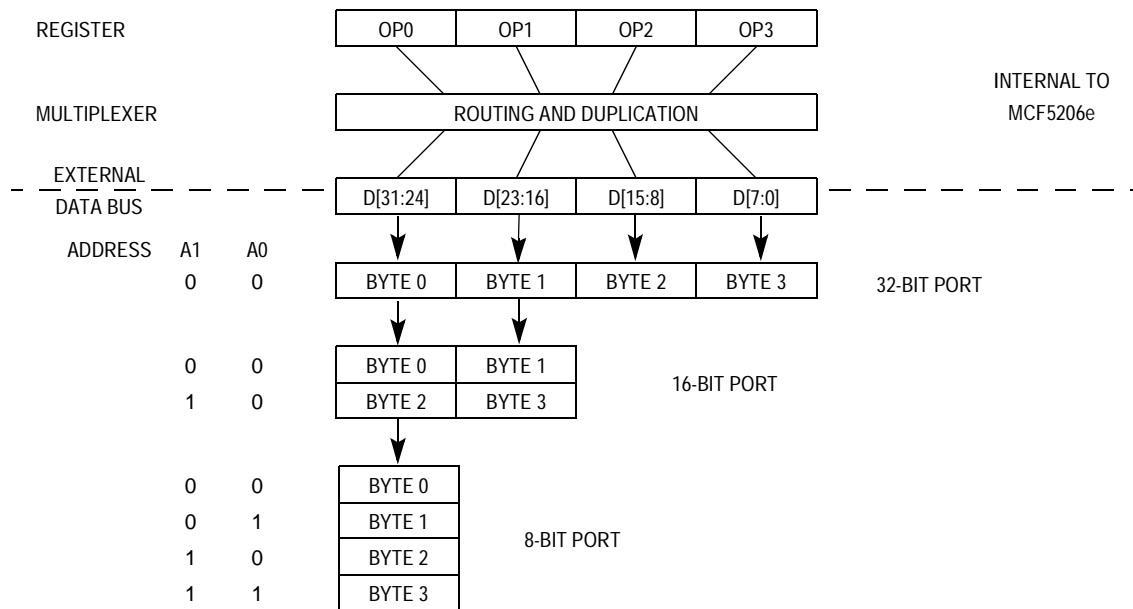 REGISTER OP0 OP1 OP2 OP3
INTERNAL TO
MULTIPLEXER ROUTING AND DUPLICATION MCF5206e
EXTERNAL
DATA BUS D[31:24] D[23:16] D[15:8] D[7:0]
ADDRESS A1 A0
0 0 BYTE 0 BYTE 1 BYTE 2 BYTE 3 32-BIT PORT
0 0 BYTE 0 BYTE 1
16-BIT PORT
1 0 BYTE 2 BYTE 3
0 0 BYTE 0
0 1 BYTE 1
8-BIT PORT
1 0 BYTE 2
1 1 BYTE 3